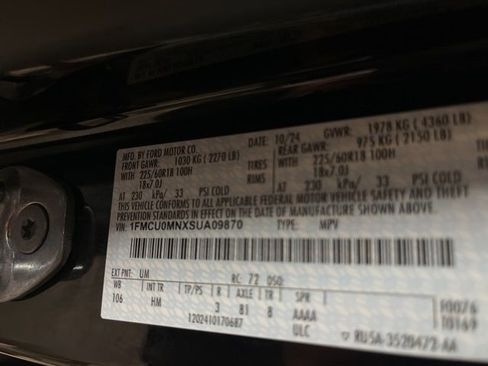 MFD. BY FORD MOTOR CO.
DATE: 10/24 GVWR: 1978 KG ( 4360 LB)
FRONT GAWR: 1030 KG ( 2270 LB) REAR GAWR: 975 KG ( 2150 LB)
WITH 225/60R18 100H TIRES WITH 225/60R18 100H
18x7.0J RIMS 18x7.0J
AT 230 kPa/ 33 PSI COLD AT 230 kPa/ 33 PSI COLD
THIS VEHICLE CONFORMS TO ALL APPLICABLE FEDERAL MOTOR VEHICLE SAFETY AND THEFT
PREVENTION STANDARDS IN EFFECT ON THE DATE OF MANUFACTURE SHOWN ABOVE.
VIN: 1FMCU0MNXSUA09870 TYPE: MPV
EXT PNT: UM RC: 72 DSO:
WB INT TR TP/PS R AXLE TR SPR F0076
106 HM 3 81 8 AAAA T0169
1202410170687 ULC ▽ RU5A-3520472-AA